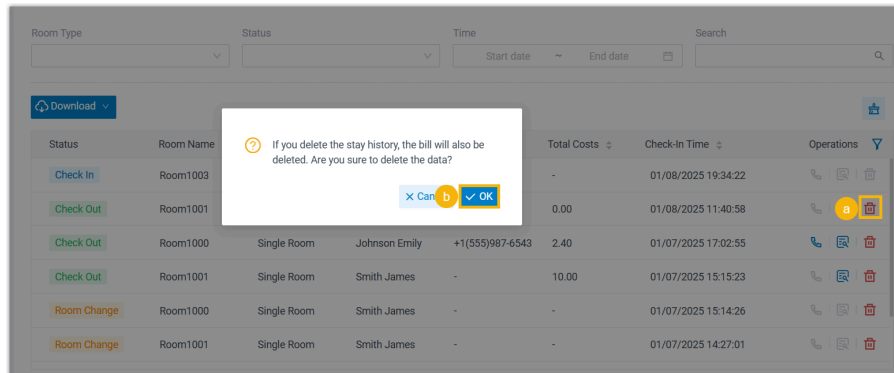 Room Type Status Time Search
Start date ~ End date
Download
Status Room Name Total Costs Check-In Time Operations
If you delete the stay history, the bill will also be
deleted. Are you sure to delete the data?
Can b OK
Check In Room1003 - 01/08/2025 19:34:22
Check Out Room1001 0.00 01/08/2025 11:40:58 a
Check Out Room1000 Single Room Johnson Emily +1(555)987-6543 2.40 01/07/2025 17:02:55
Check Out Room1001 Single Room Smith James - 10.00 01/07/2025 15:15:23
Room Change Room1000 Single Room Smith James - - 01/07/2025 15:14:26
Room Change Room1001 Single Room Smith James - - 01/07/2025 14:27:01